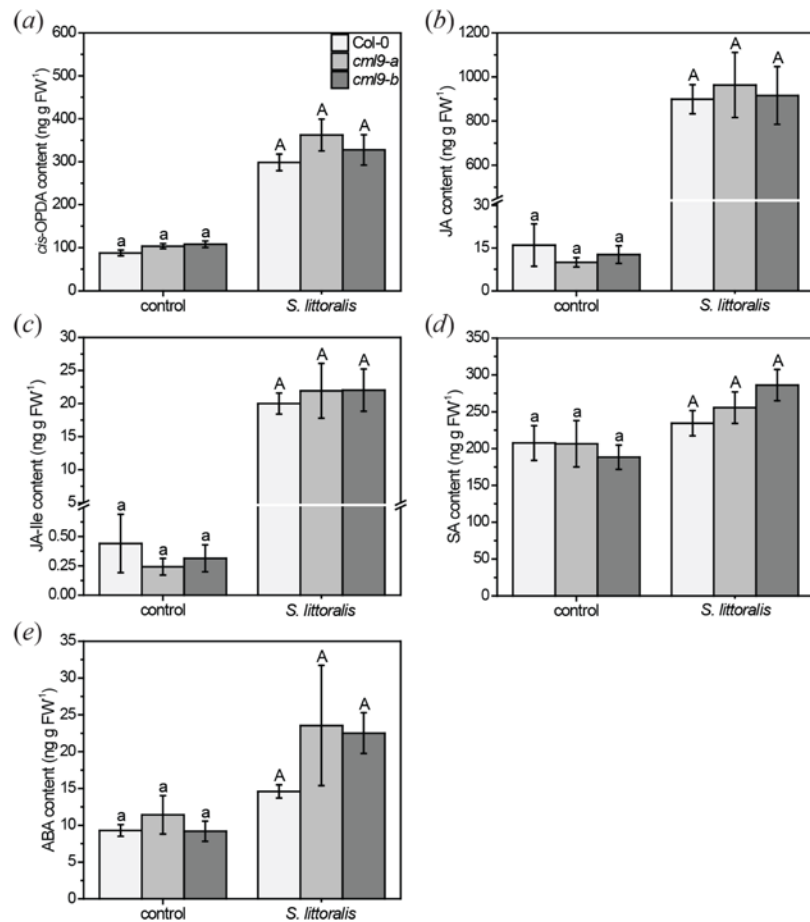 (a)
cis-OPDA content (ng g FW⁻¹)
600
500
400
300
200
100
0
Col-0
cml9-a
cml9-b
a a a
A A A
control S. littoralis
(b)
JA content (ng g FW⁻¹)
1200
1000
800
600
30
15
0
a a a
A A A
control S. littoralis
(c)
JA-Ile content (ng g FW⁻¹)
30
25
20
15
10
5
0.50
0.25
0.00
a a a
A A A
control S. littoralis
(d)
SA content (ng g FW⁻¹)
350
300
250
200
150
100
50
0
a a a
A A A
control S. littoralis
(e)
ABA content (ng g FW⁻¹)
35
30
25
20
15
10
5
0
a a a
A A A
control S. littoralis